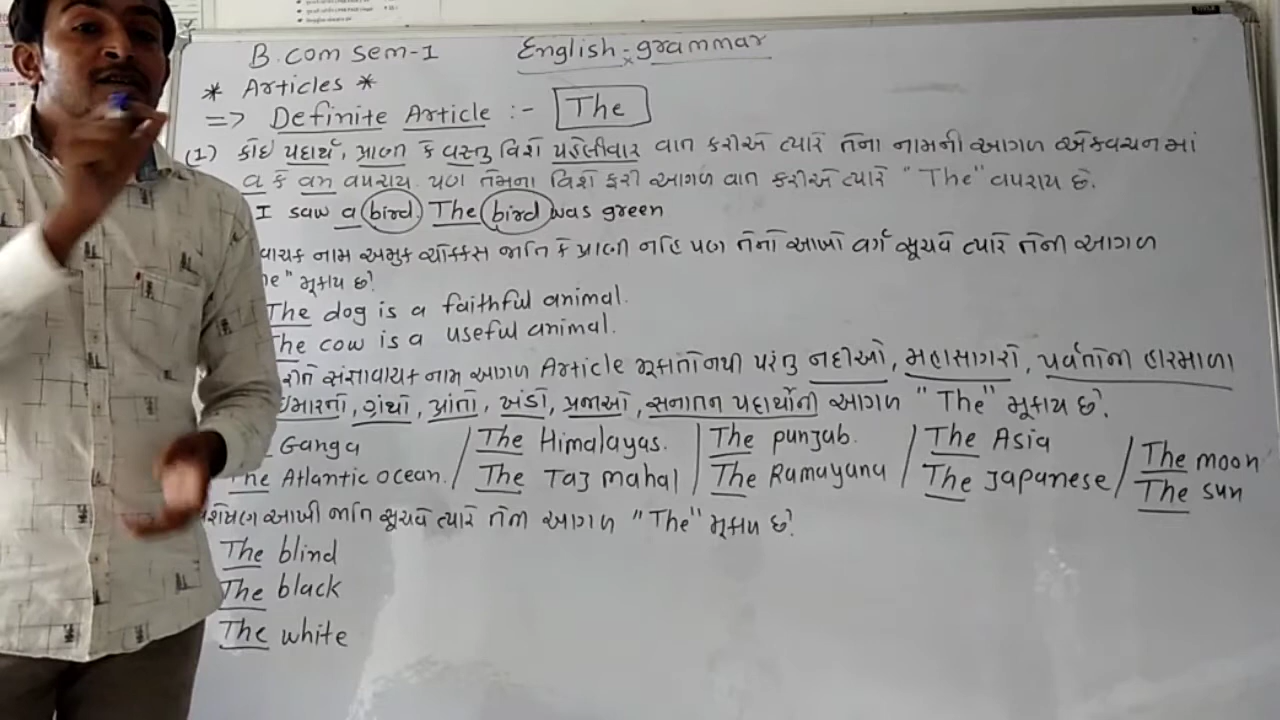 B.com sem-1 English grammar
* Articles *
=> Definite Article :- The
(1) કોઇ પદાર્થ, પ્રાણી કે વસ્તુ વિશે પહેલીવાર વાત કરીએ ત્યારે તેના નામની આગળ એકવચનમાં
a કે an વપરાય પણ તેમના વિશે ફરી આગળ વાત કરીએ ત્યારે "The" વપરાય છે.
I saw a bird. The bird was green
વાચક નામ અમુક ચોક્કસ જાતિ કે પ્રાણી નહિ પણ તેનો આખો વર્ગ સૂચવે ત્યારે તેની આગળ
he" મૂકાય છે.
The dog is a faithful animal.
The cow is a useful animal.
રીતે સંજ્ઞાવાચક નામ આગળ Article મૂકાતો નથી પરંતુ નદીઓ, મહાસાગરો, પર્વતોની હારમાળા
ઇમારતો, ગ્રંથો, પ્રાંતો, ખંડો, પ્રજાઓ, સનાતન પદાર્થોની આગળ "The" મૂકાય છે.
Ganga / The Himalayas. / The punjab. / The Asia / The moon
The Atlantic ocean. / The Taj mahal / The Ramayana / The Japanese / The sun
શેષણ આખી જાતિ સૂચવે ત્યારે તેની આગળ "The" મૂકાય છે.
The blind
The black
The white